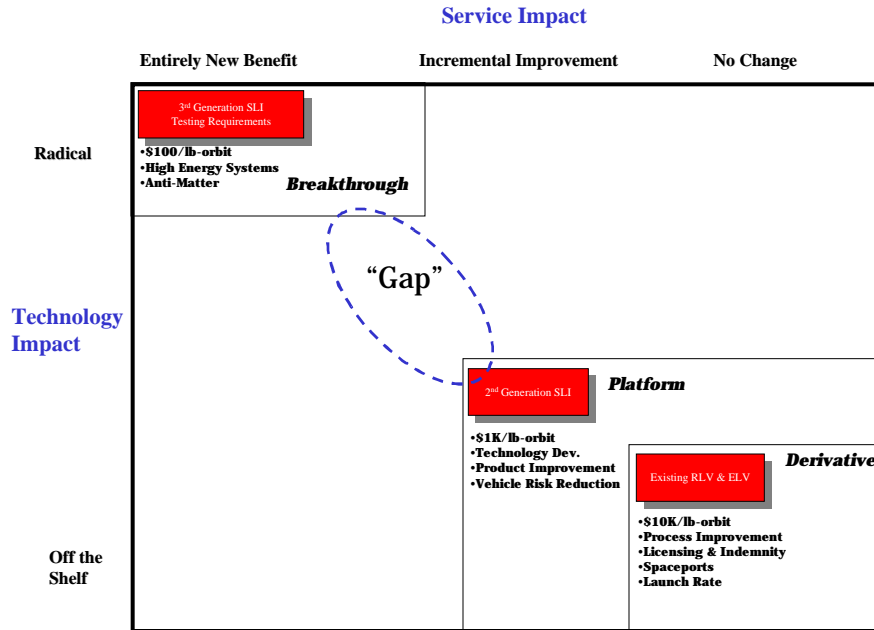 Service Impact
Entirely New Benefit
Incremental Improvement
No Change
Radical
3rd Generation SLI
Testing Requirements
•$100/lb-orbit
•High Energy Systems
•Anti-Matter
Breakthrough
“Gap”
Technology
Impact
2nd Generation SLI
Platform
•$1K/lb-orbit
•Technology Dev.
•Product Improvement
•Vehicle Risk Reduction
Derivative
Existing RLV & ELV
•$10K/lb-orbit
•Process Improvement
•Licensing & Indemnity
•Spaceports
•Launch Rate
Off the
Shelf